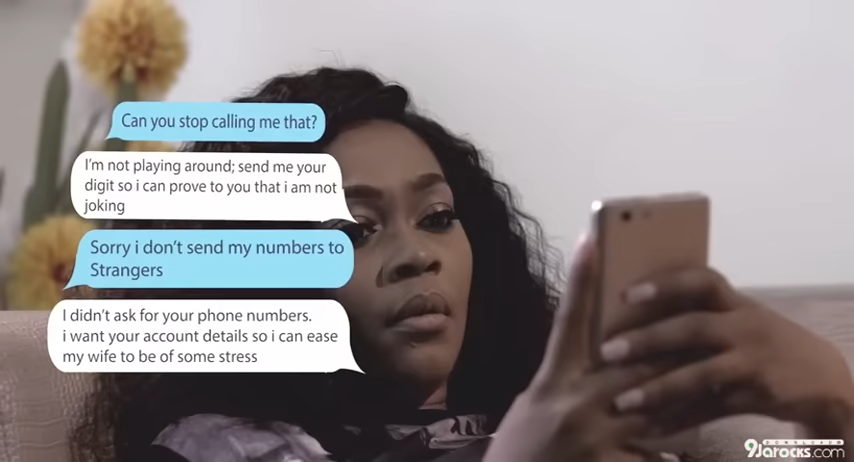 Can you stop calling me that?
I'm not playing around; send me your
digit so i can prove to you that i am not
joking
Sorry i don't send my numbers to
Strangers
I didn't ask for your phone numbers.
i want your account details so i can ease
my wife to be of some stress
9JAROCKS.COM